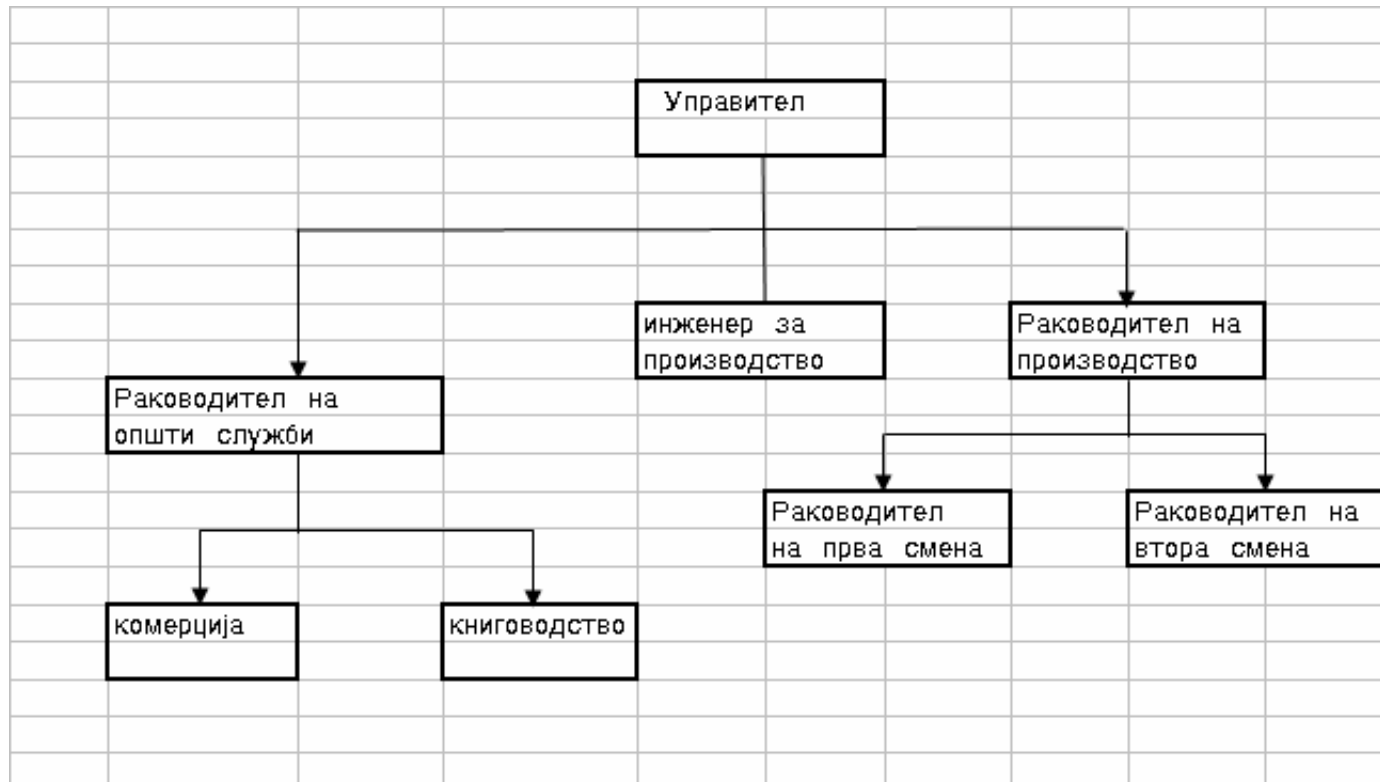 Управител
инженер за
производство
Раководител на
производство
Раководител на
општи служби
Раководител
на прва смена
Раководител на
втора смена
комерција
книговодство